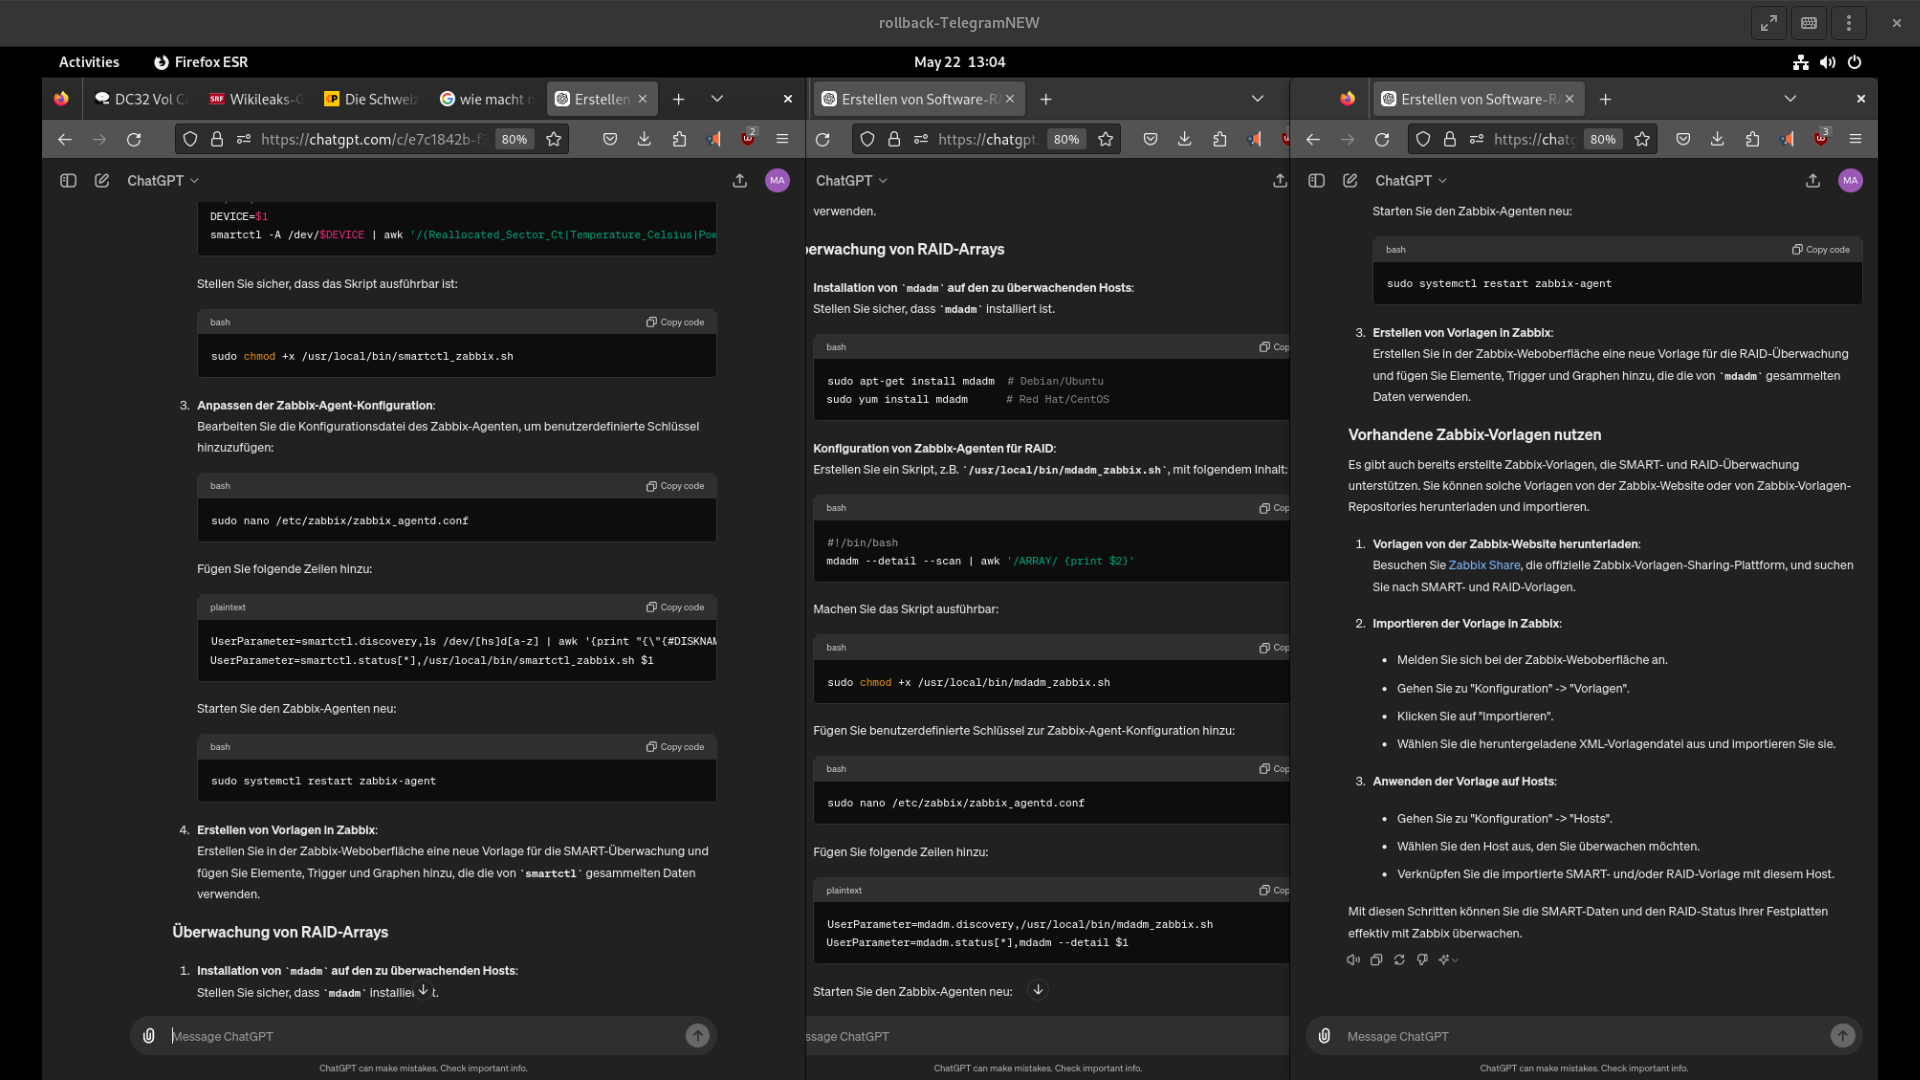 rollback-TelegramNEW
Activities
Firefox ESR
May 22 13:04
DC32 Vol C
Wikileaks-G
Die Schweiz
wie macht m
Erstellen
https://chatgpt.com/c/e7c1842b-f
80%
2
ChatGPT
MA
DEVICE=$1
smartctl -A /dev/$DEVICE | awk '/(Reallocated_Sector_Ct|Temperature_Celsius|Pow
Stellen Sie sicher, dass das Skript ausführbar ist:
bash
Copy code
sudo chmod +x /usr/local/bin/smartctl_zabbix.sh
3. Anpassen der Zabbix-Agent-Konfiguration:
Bearbeiten Sie die Konfigurationsdatei des Zabbix-Agenten, um benutzerdefinierte Schlüssel
hinzuzufügen:
bash
Copy code
sudo nano /etc/zabbix/zabbix_agentd.conf
Fügen Sie folgende Zeilen hinzu:
plaintext
Copy code
UserParameter=smartctl.discovery,ls /dev/[hs]d[a-z] | awk '{print "{\"{#DISKNAM
UserParameter=smartctl.status[*],/usr/local/bin/smartctl_zabbix.sh $1
Starten Sie den Zabbix-Agenten neu:
bash
Copy code
sudo systemctl restart zabbix-agent
4. Erstellen von Vorlagen in Zabbix:
Erstellen Sie in der Zabbix-Weboberfläche eine neue Vorlage für die SMART-Überwachung und
fügen Sie Elemente, Trigger und Graphen hinzu, die die von `smartctl` gesammelten Daten
verwenden.
Überwachung von RAID-Arrays
1. Installation von `mdadm` auf den zu überwachenden Hosts:
Stellen Sie sicher, dass `mdadm` installier t.
Message ChatGPT
ChatGPT can make mistakes. Check important info.
Erstellen von Software-RA
https://chatgpt.
80%
ChatGPT
verwenden.
berwachung von RAID-Arrays
Installation von `mdadm` auf den zu überwachenden Hosts:
Stellen Sie sicher, dass `mdadm` installiert ist.
bash
Cop
sudo apt-get install mdadm # Debian/Ubuntu
sudo yum install mdadm # Red Hat/CentOS
Konfiguration von Zabbix-Agenten für RAID:
Erstellen Sie ein Skript, z.B. `/usr/local/bin/mdadm_zabbix.sh`, mit folgendem Inhalt:
bash
Cop
#!/bin/bash
mdadm --detail --scan | awk '/ARRAY/ {print $2}'
Machen Sie das Skript ausführbar:
bash
Cop
sudo chmod +x /usr/local/bin/mdadm_zabbix.sh
Fügen Sie benutzerdefinierte Schlüssel zur Zabbix-Agent-Konfiguration hinzu:
bash
Cop
sudo nano /etc/zabbix/zabbix_agentd.conf
Fügen Sie folgende Zeilen hinzu:
plaintext
Cop
UserParameter=mdadm.discovery,/usr/local/bin/mdadm_zabbix.sh
UserParameter=mdadm.status[*],mdadm --detail $1
Starten Sie den Zabbix-Agenten neu:
ssage ChatGPT
ChatGPT can make mistakes. Check important info.
Erstellen von Software-RA
https://chatg
80%
3
ChatGPT
MA
Starten Sie den Zabbix-Agenten neu:
bash
Copy code
sudo systemctl restart zabbix-agent
3. Erstellen von Vorlagen in Zabbix:
Erstellen Sie in der Zabbix-Weboberfläche eine neue Vorlage für die RAID-Überwachung
und fügen Sie Elemente, Trigger und Graphen hinzu, die die von `mdadm` gesammelten
Daten verwenden.
Vorhandene Zabbix-Vorlagen nutzen
Es gibt auch bereits erstellte Zabbix-Vorlagen, die SMART- und RAID-Überwachung
unterstützen. Sie können solche Vorlagen von der Zabbix-Website oder von Zabbix-Vorlagen-
Repositories herunterladen und importieren.
1. Vorlagen von der Zabbix-Website herunterladen:
Besuchen Sie Zabbix Share, die offizielle Zabbix-Vorlagen-Sharing-Plattform, und suchen
Sie nach SMART- und RAID-Vorlagen.
2. Importieren der Vorlage in Zabbix:
• Melden Sie sich bei der Zabbix-Weboberfläche an.
• Gehen Sie zu "Konfiguration" -> "Vorlagen".
• Klicken Sie auf "Importieren".
• Wählen Sie die heruntergeladene XML-Vorlagendatei aus und importieren Sie sie.
3. Anwenden der Vorlage auf Hosts:
• Gehen Sie zu "Konfiguration" -> "Hosts".
• Wählen Sie den Host aus, den Sie überwachen möchten.
• Verknüpfen Sie die importierte SMART- und/oder RAID-Vorlage mit diesem Host.
Mit diesen Schritten können Sie die SMART-Daten und den RAID-Status Ihrer Festplatten
effektiv mit Zabbix überwachen.
Message ChatGPT
ChatGPT can make mistakes. Check important info.